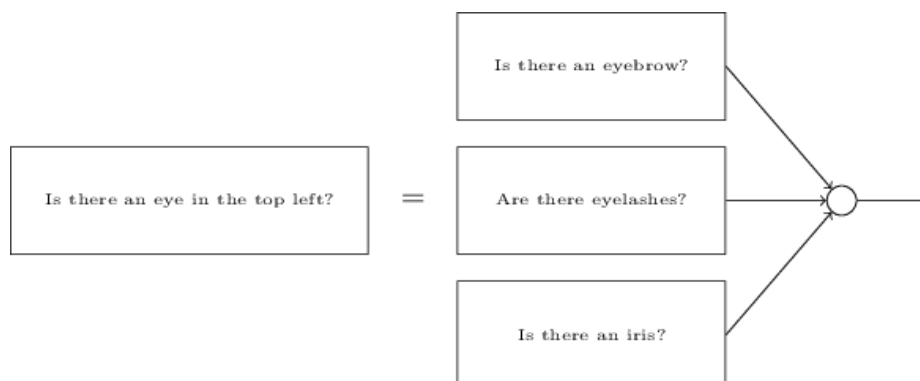 Is there an eyebrow?
Is there an eye in the top left?
=
Are there eyelashes?
Is there an iris?